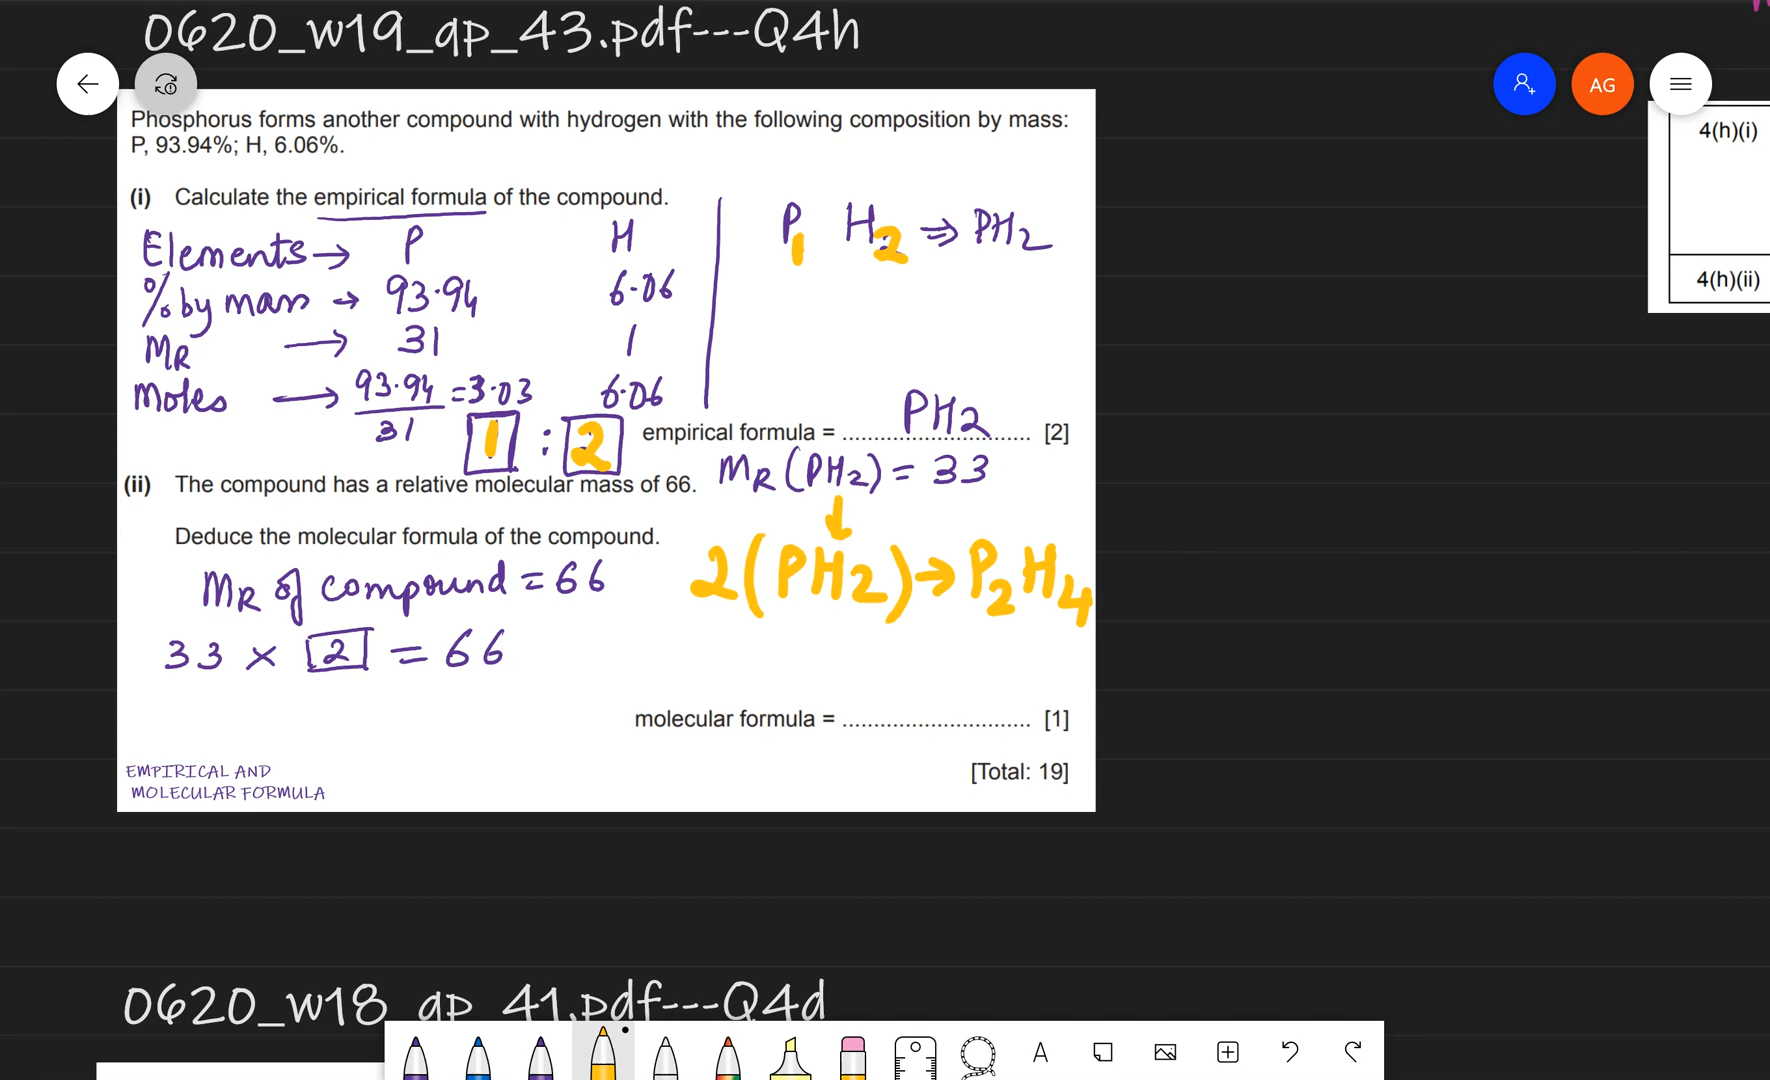 0620_w19_qp_43.pdf---Q4h
AG
Phosphorus forms another compound with hydrogen with the following composition by mass:
P, 93.94%; H, 6.06%.
4(h)(i)
(i) Calculate the empirical formula of the compound.
P1 H2 ⇒ PH2
Elements → P H
% by mass → 93.94 6.06
4(h)(ii)
MR → 31 1
Moles → 93.94/31 = 3.03 6.06
1 : 2
empirical formula = PH2 [2]
(ii) The compound has a relative molecular mass of 66. MR (PH2) = 33
Deduce the molecular formula of the compound.
↓
2(PH2) → P2H4
MR of compound = 66
33 × 2 = 66
molecular formula = .............................. [1]
[Total: 19]
EMPIRICAL AND
MOLECULAR FORMULA
0620_w18_qp_41.pdf---Q4d
A